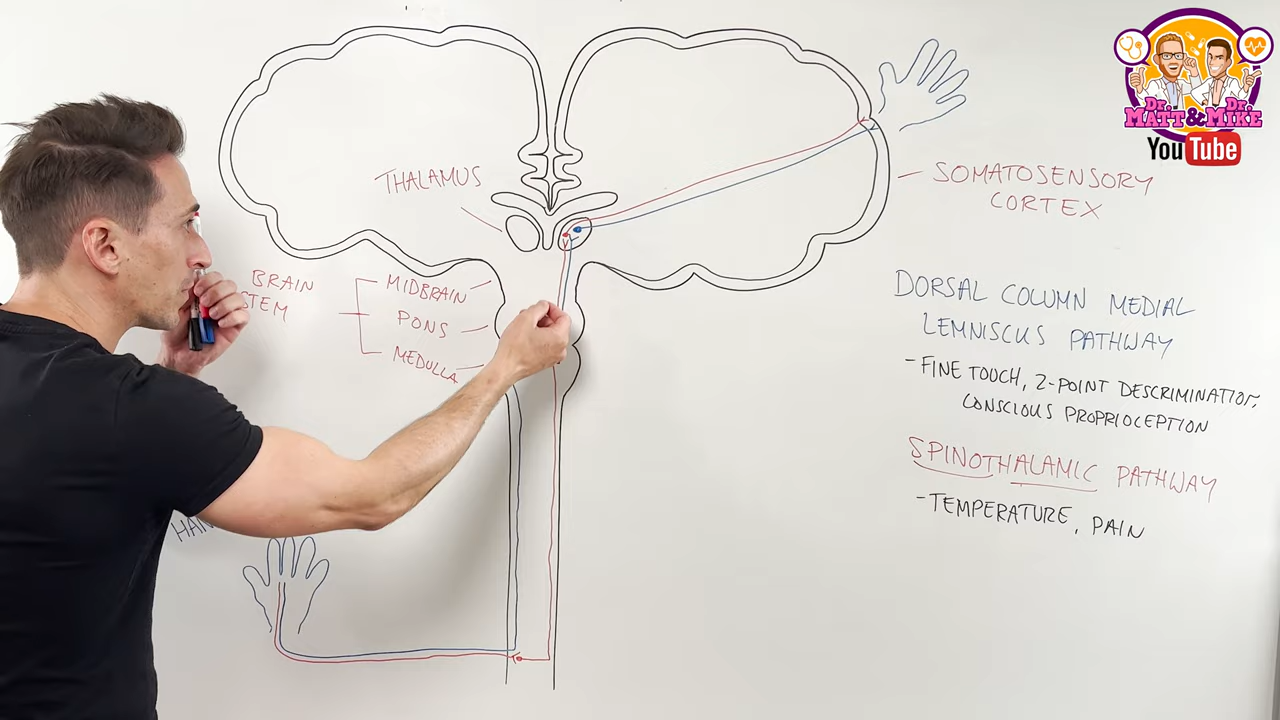 Dr. Dr.
MATT & MIKE
YouTube
THALAMUS
SOMATOSENSORY
CORTEX
BRAIN
STEM
MIDBRAIN
PONS
MEDULLA
DORSAL COLUMN MEDIAL
LEMNISCUS PATHWAY
- FINE TOUCH, 2-POINT DESCRIMINATION,
CONSCIOUS PROPRIOCEPTION
SPINOTHALAMIC PATHWAY
- TEMPERATURE, PAIN